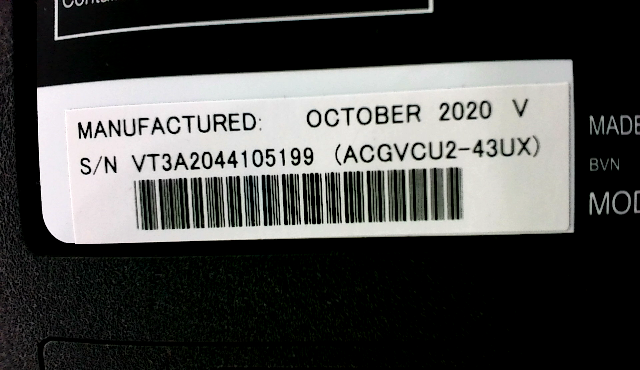 MANUFACTURED: OCTOBER 2020 V
S/N VT3A2044105199 (ACGVCU2-43UX)
MADE
BVN
MOD